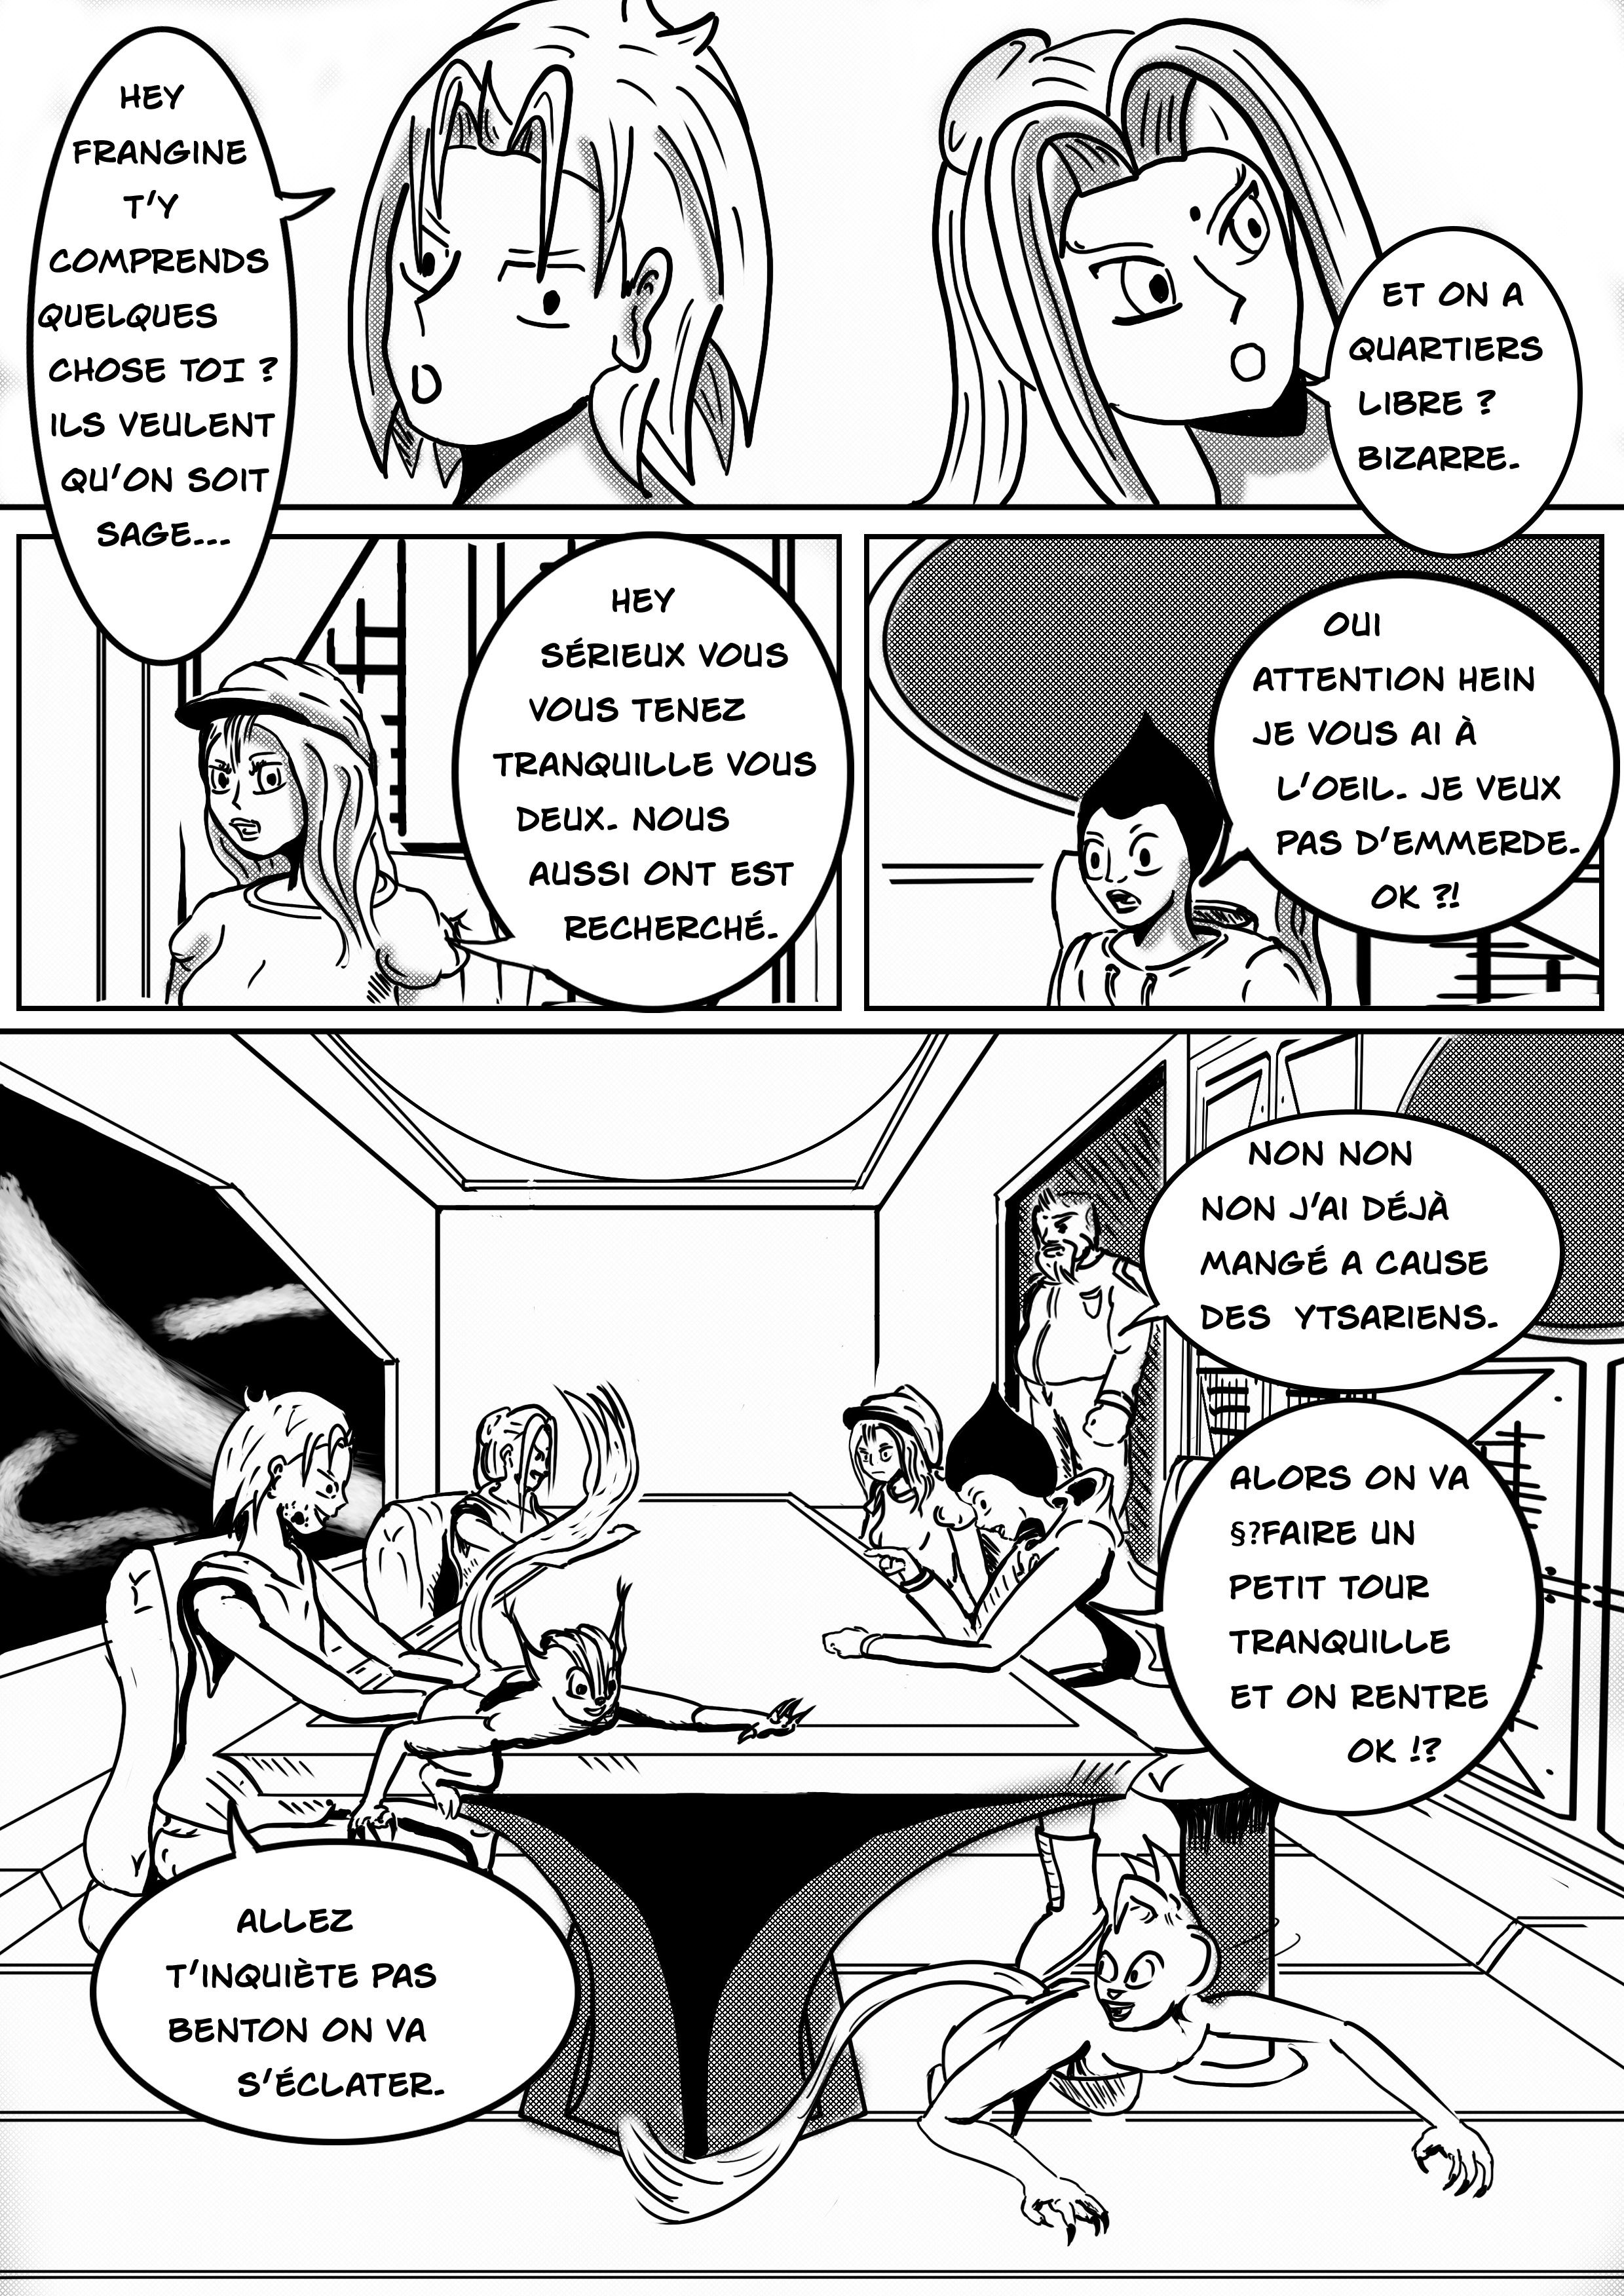 HEY
FRANGINE
T'Y
COMPRENDS
QUELQUES
CHOSE TOI ?
ILS VEULENT
QU'ON SOIT
SAGE...
ET ON A
QUARTIERS
LIBRE ?
BIZARRE.
HEY
SÉRIEUX VOUS
VOUS TENEZ
TRANQUILLE VOUS
DEUX. NOUS
AUSSI ONT EST
RECHERCHÉ.
OUI
ATTENTION HEIN
JE VOUS AI À
L'OEIL. JE VEUX
PAS D'EMMERDE.
OK ?!
NON NON
NON J'AI DÉJÀ
MANGÉ A CAUSE
DES YTSARIENS.
ALORS ON VA
§?FAIRE UN
PETIT TOUR
TRANQUILLE
ET ON RENTRE
OK !?
ALLEZ
T'INQUIÈTE PAS
BENTON ON VA
S'ÉCLATER.